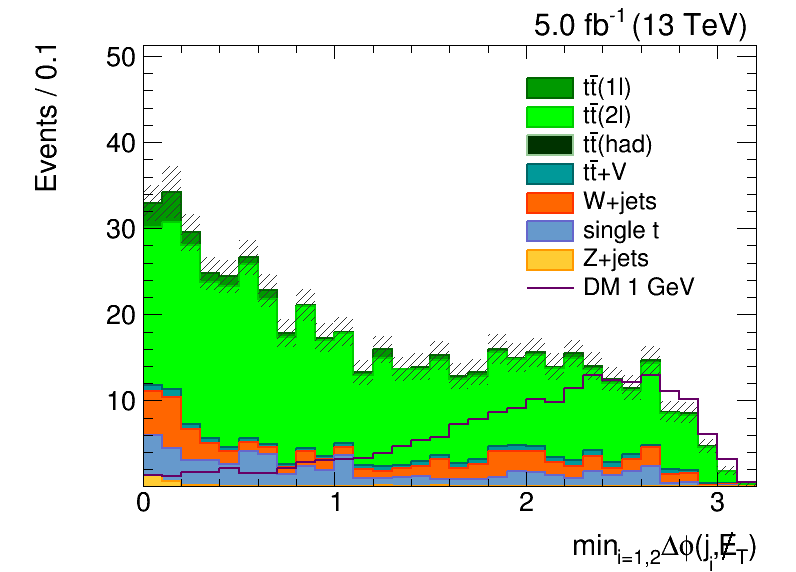 5.0 fb⁻¹ (13 TeV)
Events / 0.1
50
40
30
20
10
tt̄(1l)
tt̄(2l)
tt̄(had)
tt̄+V
W+jets
single t
Z+jets
DM 1 GeV
0 1 2 3
min_{i=1,2}Δϕ(j_i,E̸_T)